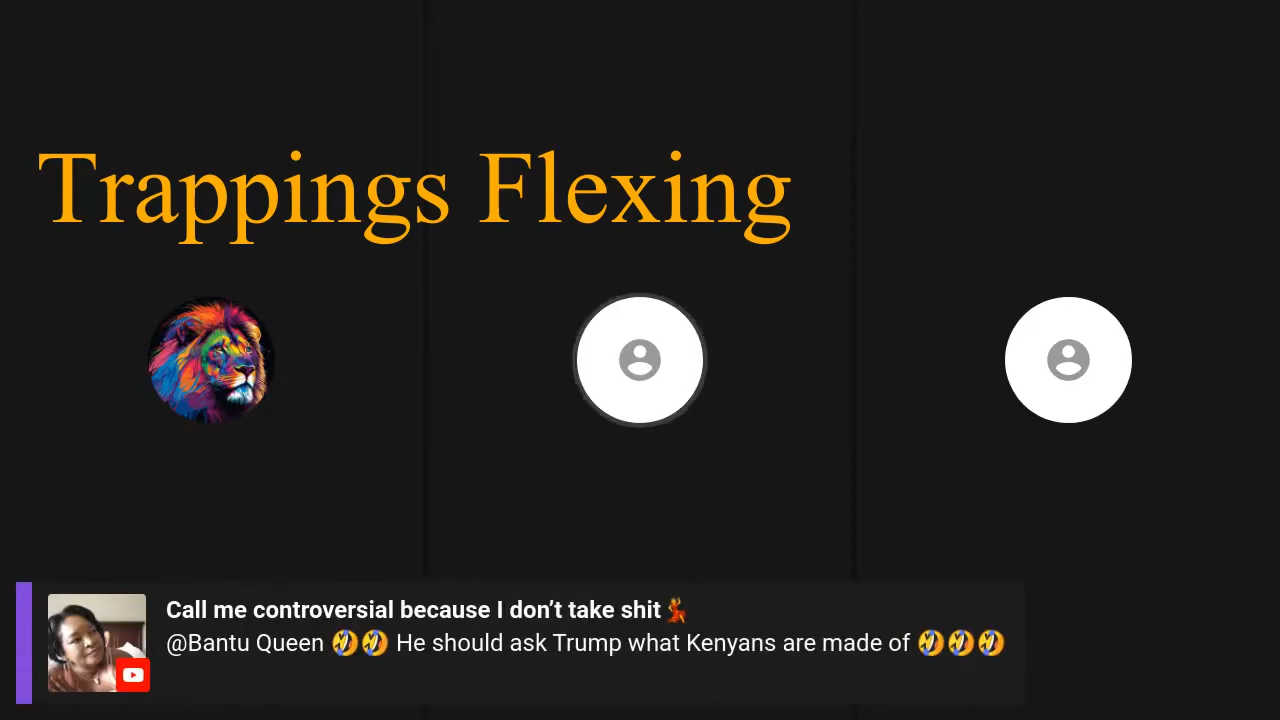 Trappings Flexing
Call me controversial because I don’t take shit💃
@Bantu Queen 🤣🤣 He should ask Trump what Kenyans are made of 🤣🤣🤣